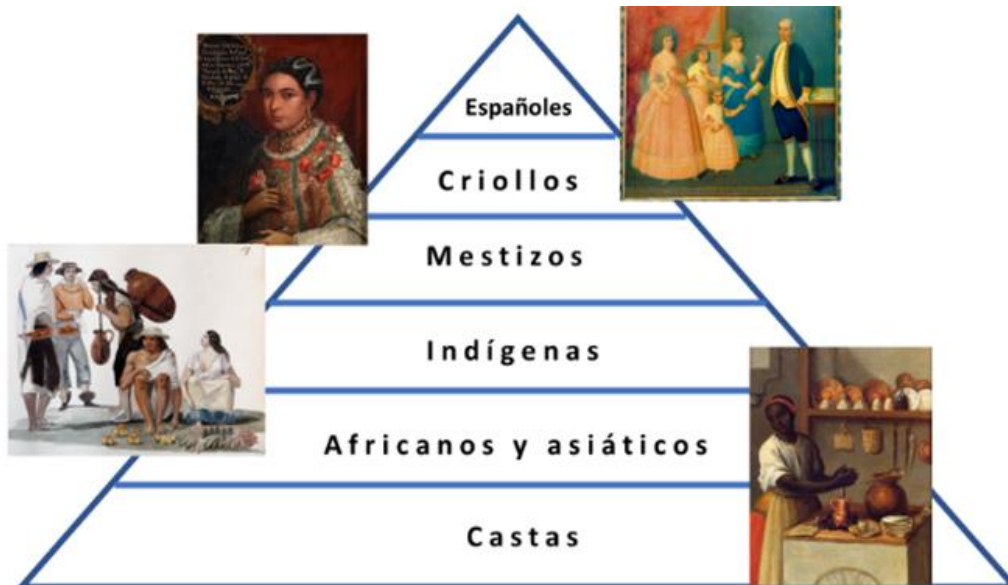 Españoles
Criollos
Mestizos
Indígenas
Africanos y asiáticos
Castas